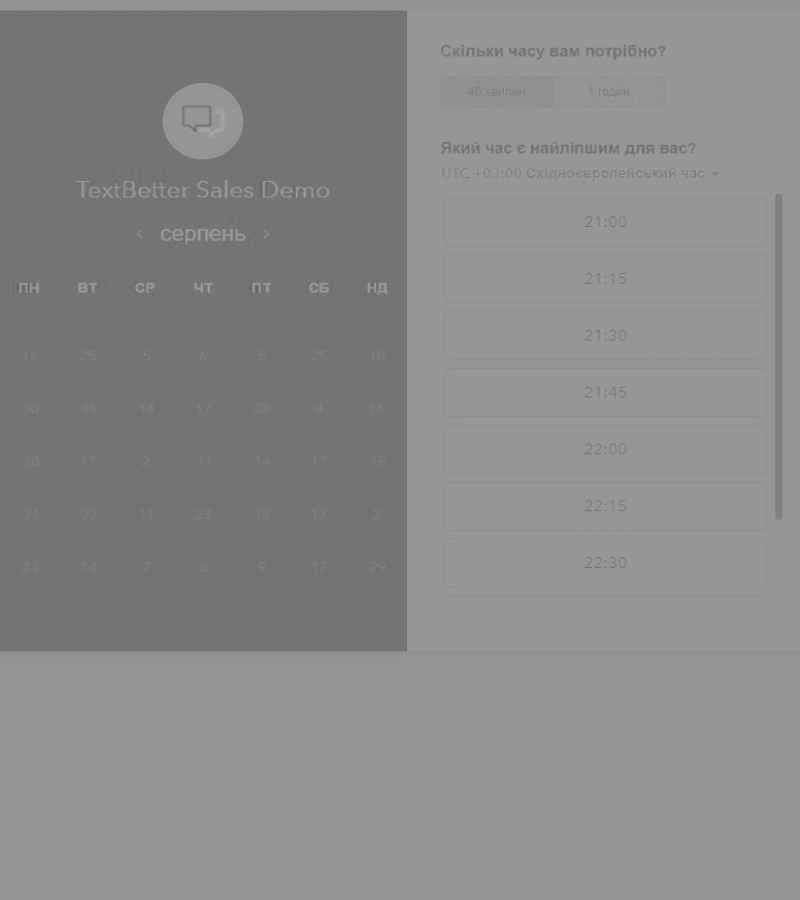 TextBetter Sales Demo
серпень
ПН ВТ СР ЧТ ПТ СБ НД
16 25 5 6 5 25 10
30 15 14 17 28 4 16
28 17 2 11 14 17 15
21 22 11 23 12 17 2
23 14 7 8 9 17 29
Скільки часу вам потрібно?
40 хвилин 1 годин
Який час є найліпшим для вас?
UTC +03:00 Східноєвропейський час
21:00
21:15
21:30
21:45
22:00
22:15
22:30